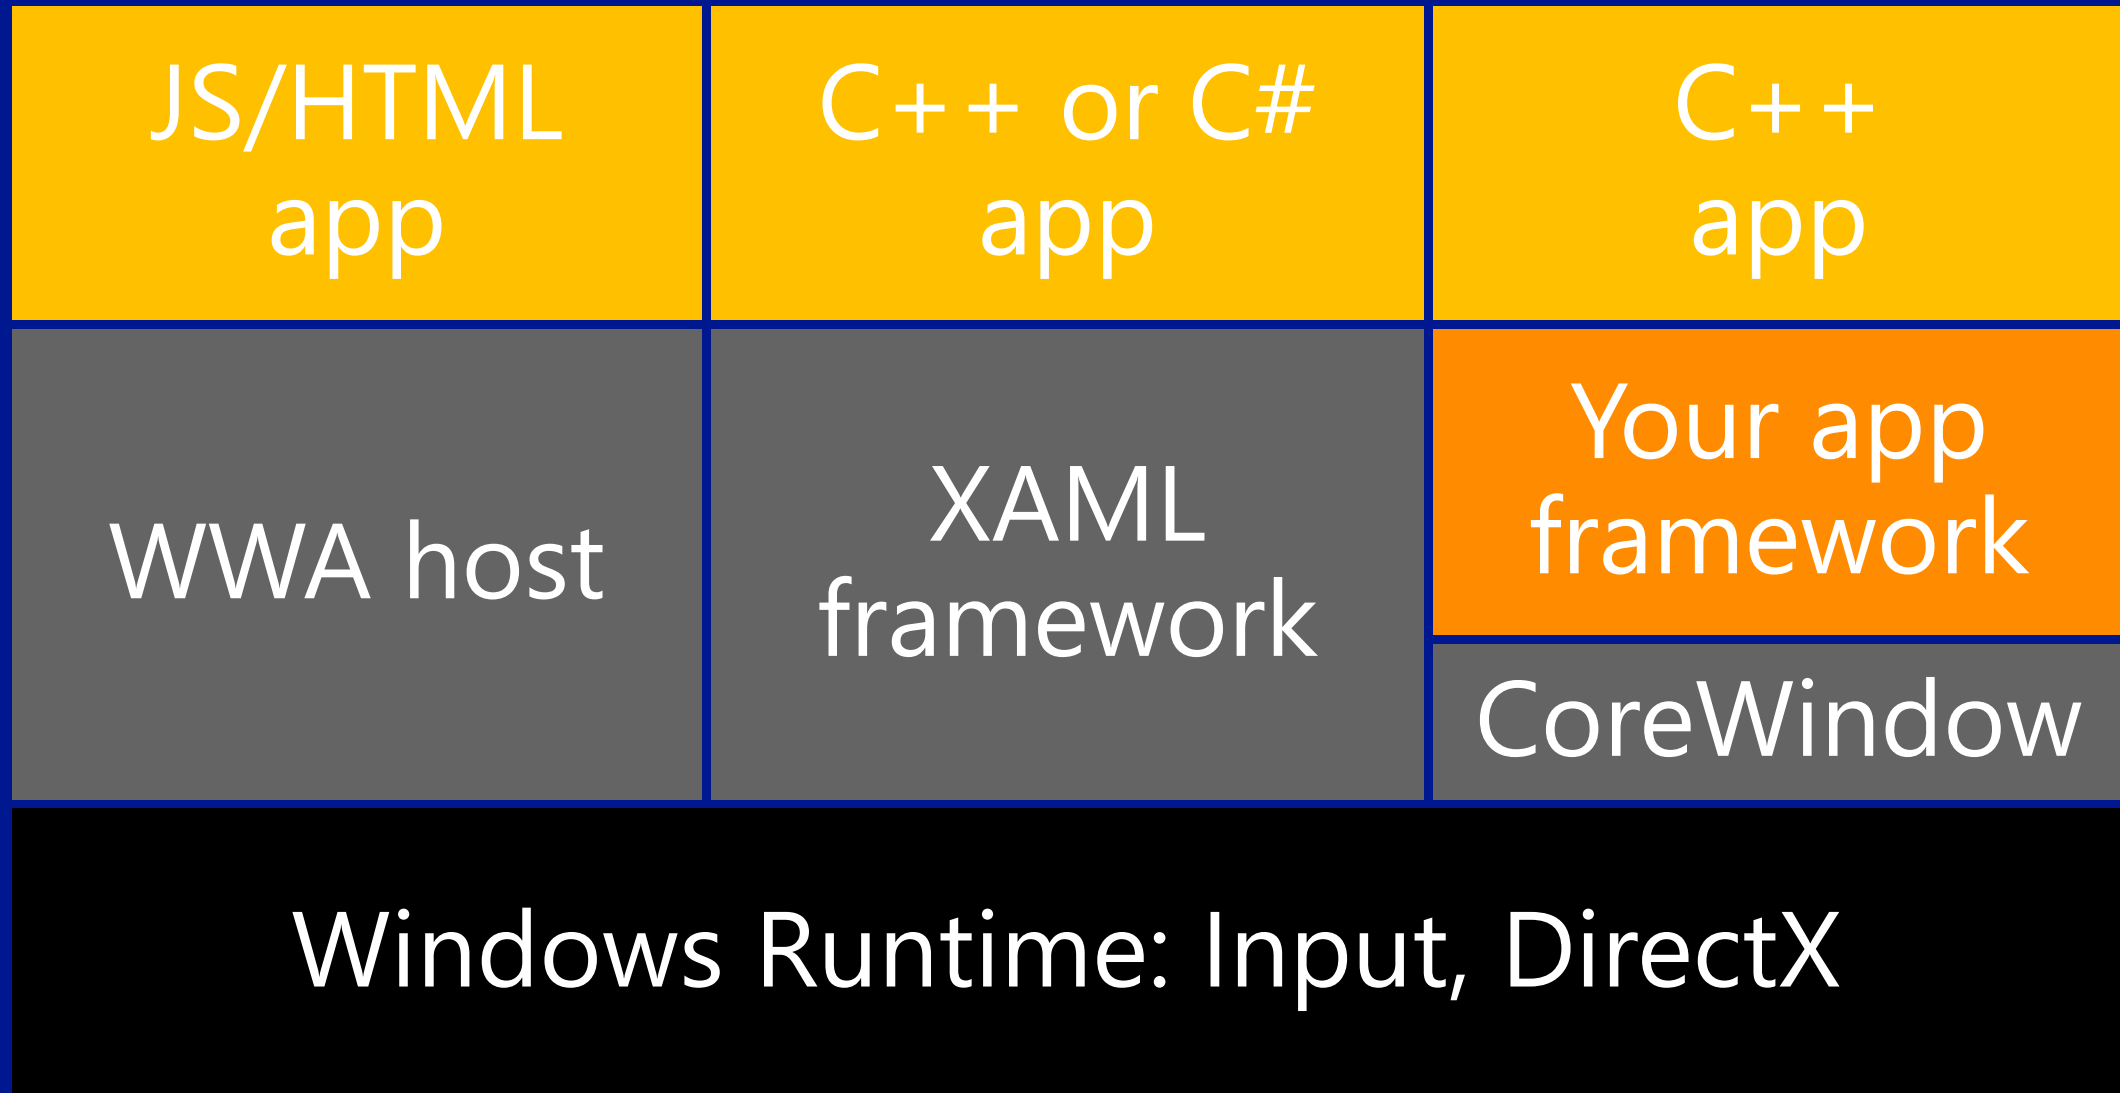 JS/HTML
app
C++ or C#
app
C++
app
WWA host
XAML
framework
Your app
framework
CoreWindow
Windows Runtime: Input, DirectX